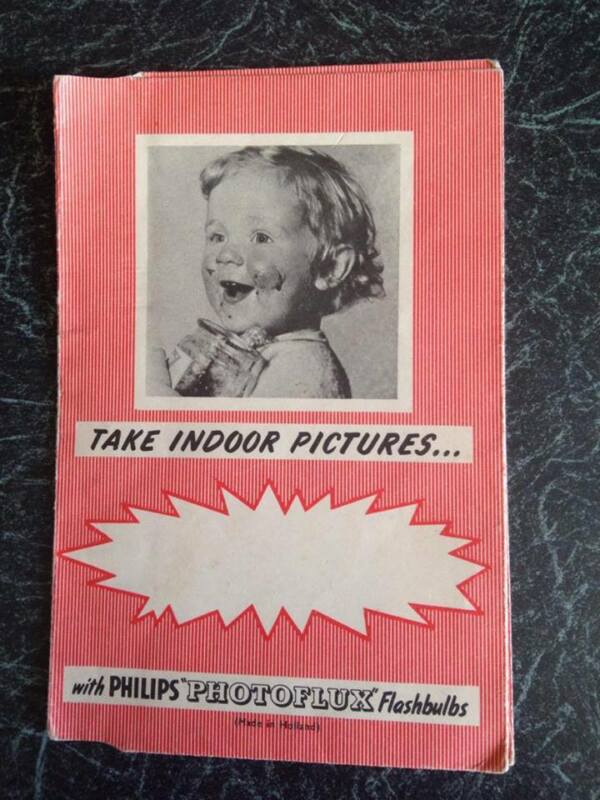 TAKE INDOOR PICTURES...
with PHILIPS "PHOTOFLUX" Flashbulbs
(Made in Holland)